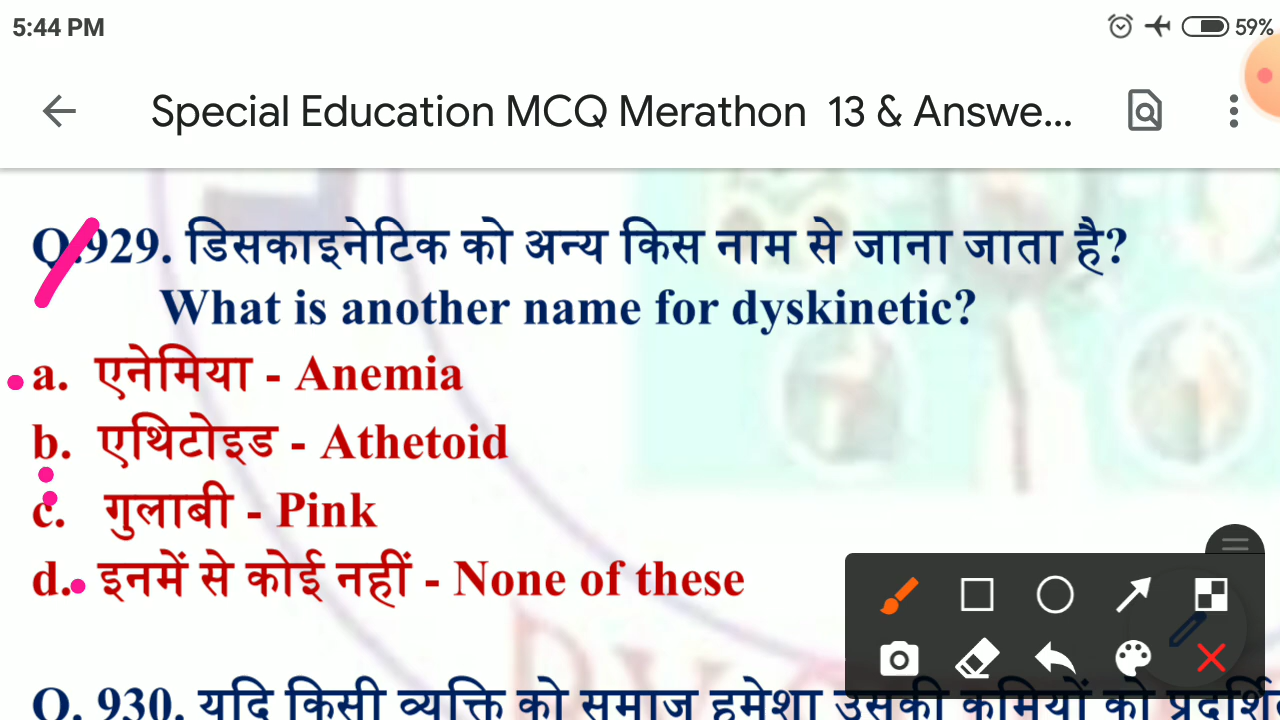 5:44 PM
59%
Special Education MCQ Merathon 13 & Answe...
Q.929. डिसकाइनेटिक को अन्य किस नाम से जाना जाता है?
What is another name for dyskinetic?
a. एनेमिया - Anemia
b. एथिटोइड - Athetoid
c. गुलाबी - Pink
d. इनमें से कोई नहीं - None of these
Q. 930. यदि किसी व्यक्ति को समाज हमेशा उसकी कमियों को